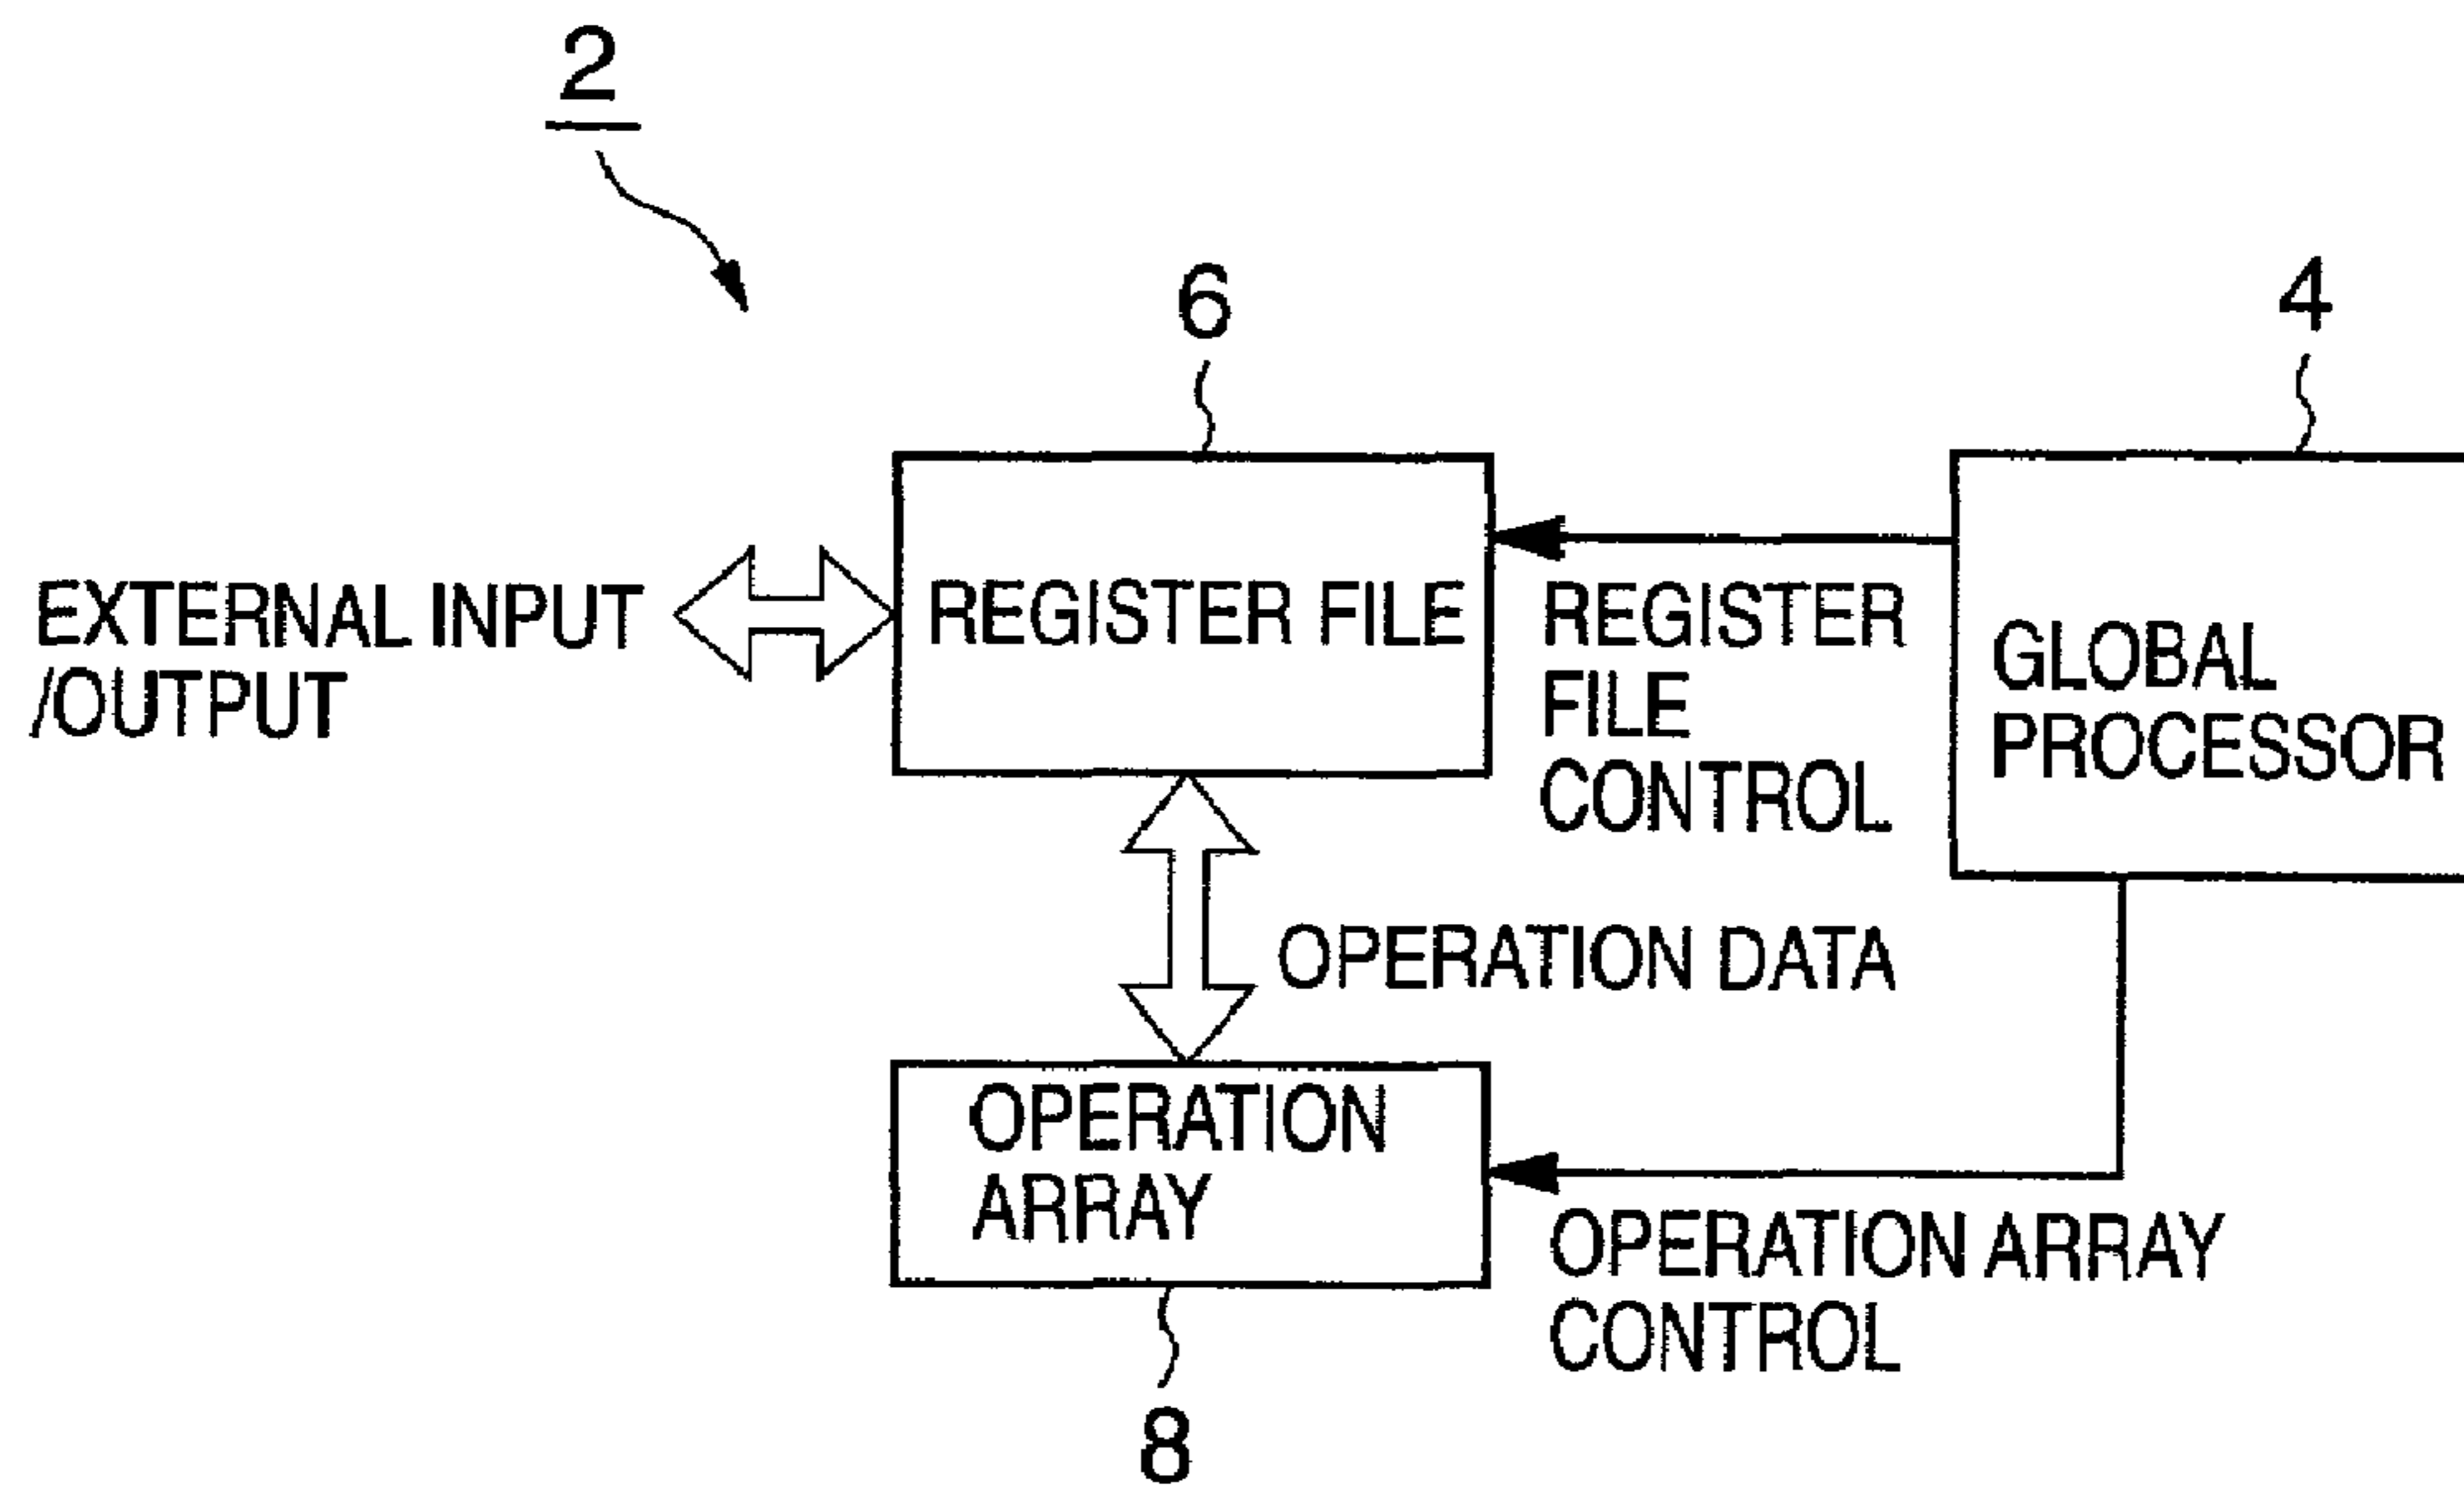 2
6
4
EXTERNAL INPUT
/OUTPUT
REGISTER FILE
REGISTER
FILE
CONTROL
GLOBAL
PROCESSOR
OPERATION DATA
OPERATION
ARRAY
OPERATION ARRAY
CONTROL
8